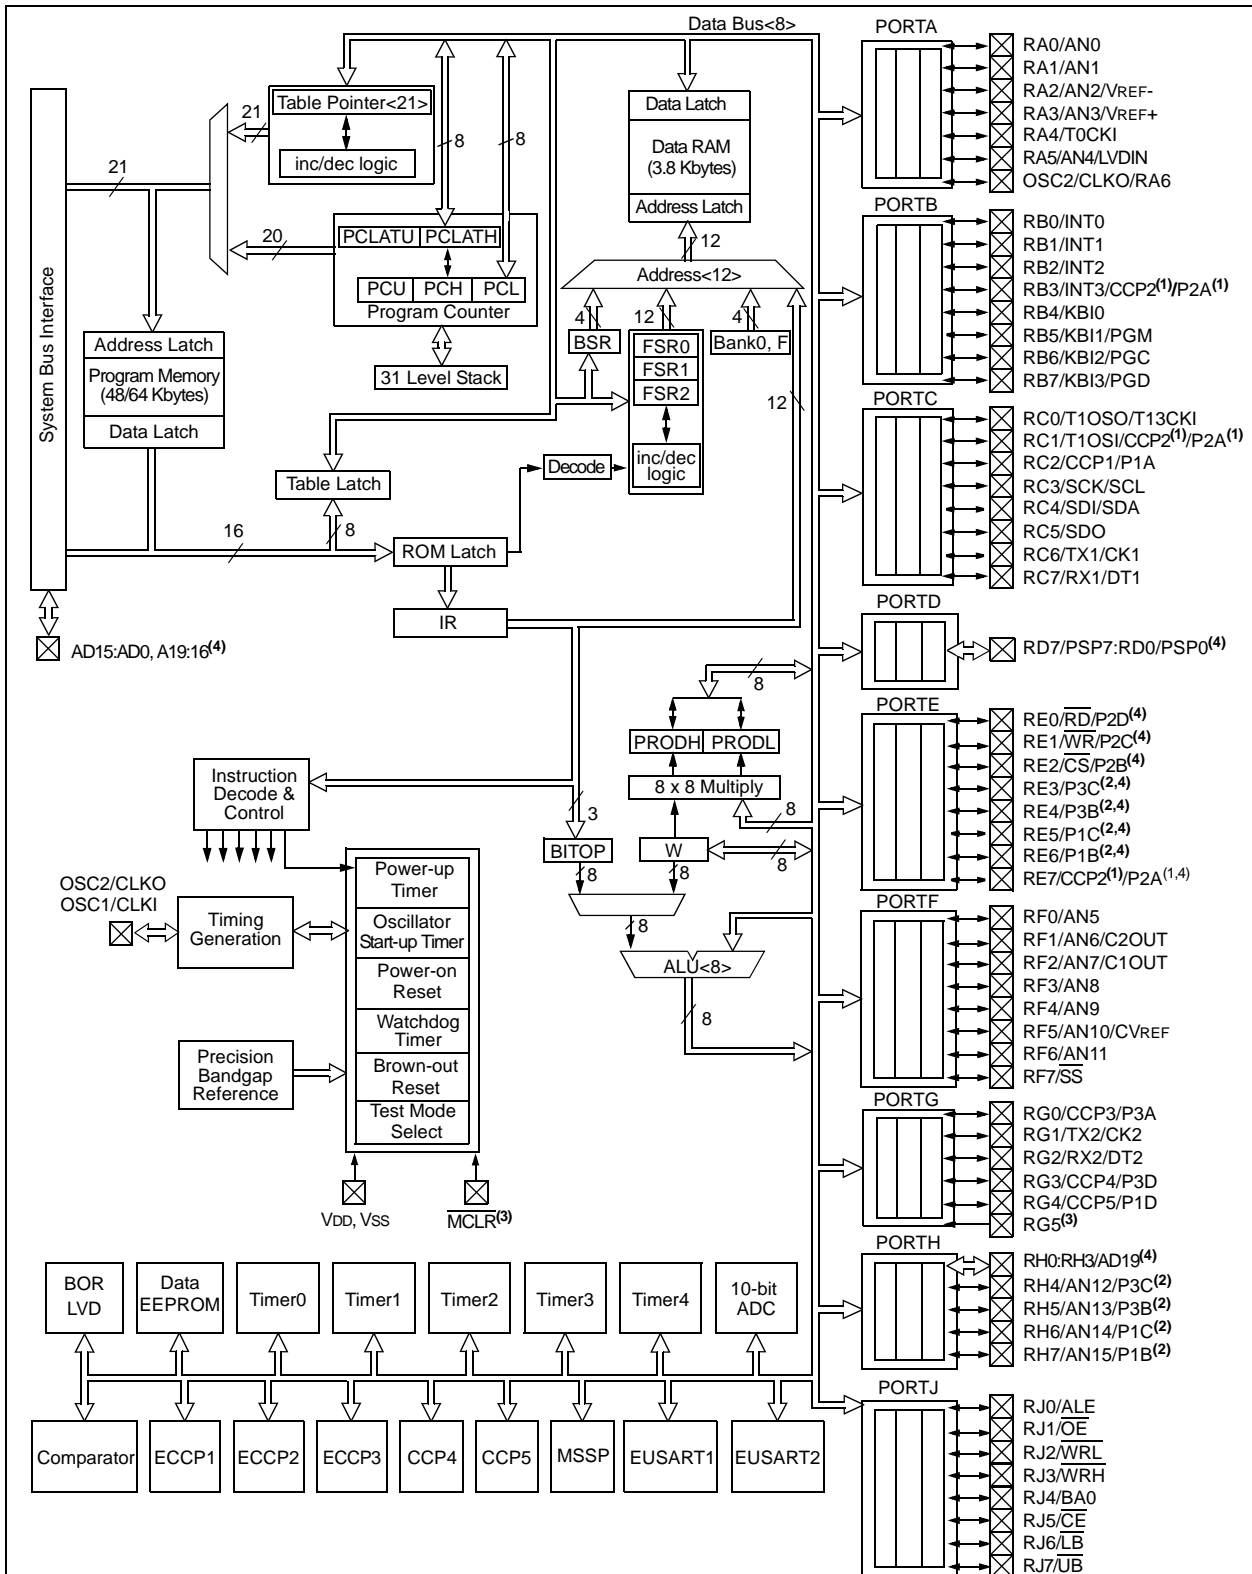 Data Bus<8>
PORTA
RA0/AN0
RA1/AN1
RA2/AN2/VREF-
RA3/AN3/VREF+
RA4/T0CKI
RA5/AN4/LVDIN
OSC2/CLKO/RA6
PORTB
RB0/INT0
RB1/INT1
RB2/INT2
RB3/INT3/CCP2(1)/P2A(1)
RB4/KBI0
RB5/KBI1/PGM
RB6/KBI2/PGC
RB7/KBI3/PGD
PORTC
RC0/T1OSO/T13CKI
RC1/T1OSI/CCP2(1)/P2A(1)
RC2/CCP1/P1A
RC3/SCK/SCL
RC4/SDI/SDA
RC5/SDO
RC6/TX1/CK1
RC7/RX1/DT1
PORTD
RD7/PSP7:RD0/PSP0(4)
PORTE
RE0/RD/P2D(4)
RE1/WR/P2C(4)
RE2/CS/P2B(4)
RE3/P3C(2,4)
RE4/P3B(2,4)
RE5/P1C(2,4)
RE6/P1B(2,4)
RE7/CCP2(1)/P2A(1,4)
PORTF
RF0/AN5
RF1/AN6/C2OUT
RF2/AN7/C1OUT
RF3/AN8
RF4/AN9
RF5/AN10/CVREF
RF6/AN11
RF7/SS
PORTG
RG0/CCP3/P3A
RG1/TX2/CK2
RG2/RX2/DT2
RG3/CCP4/P3D
RG4/CCP5/P1D
RG5(3)
PORTH
RH0:RH3/AD19(4)
RH4/AN12/P3C(2)
RH5/AN13/P3B(2)
RH6/AN14/P1C(2)
RH7/AN15/P1B(2)
PORTJ
RJ0/ALE
RJ1/OE
RJ2/WRL
RJ3/WRH
RJ4/BA0
RJ5/CE
RJ6/LB
RJ7/UB
System Bus Interface
AD15:AD0, A19:16(4)
21
21
20
Table Pointer<21>
inc/dec logic
8
8
PCLATU PCLATH
PCU PCH PCL
Program Counter
31 Level Stack
Address Latch
Program Memory
(48/64 Kbytes)
Data Latch
16
8
Table Latch
ROM Latch
IR
Data Latch
Data RAM
(3.8 Kbytes)
Address Latch
12
Address<12>
4
12
4
BSR
FSR0
FSR1
FSR2
Bank0, F
12
inc/dec
logic
Decode
8
PRODH PRODL
8 x 8 Multiply
8
3
BITOP
W
8
8
8
8
ALU<8>
8
Instruction
Decode &
Control
OSC2/CLKO
OSC1/CLKI
Timing
Generation
Precision
Bandgap
Reference
Power-up
Timer
Oscillator
Start-up Timer
Power-on
Reset
Watchdog
Timer
Brown-out
Reset
Test Mode
Select
VDD, VSS
MCLR(3)
BOR
LVD
Data
EEPROM
Timer0
Timer1
Timer2
Timer3
Timer4
10-bit
ADC
Comparator
ECCP1
ECCP2
ECCP3
CCP4
CCP5
MSSP
EUSART1
EUSART2